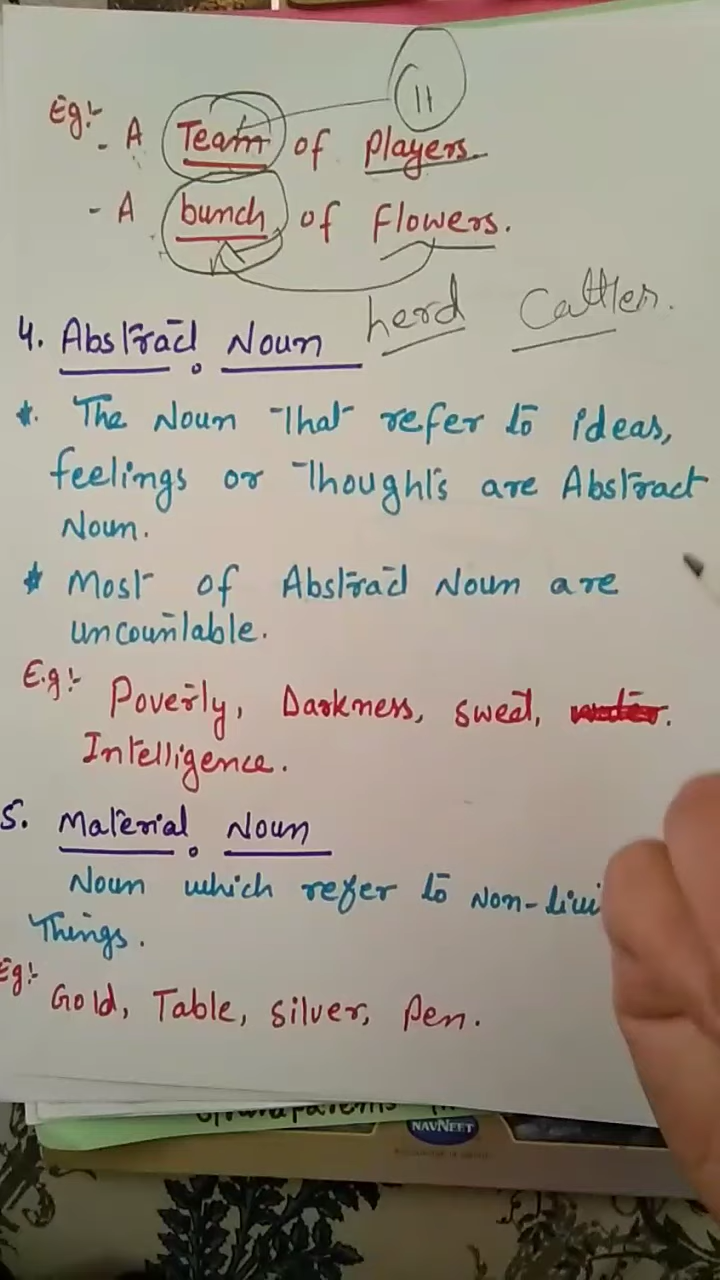 Eg:-
- A Team of Players.
11
- A bunch of Flowers.
herd Cattles.
4. Abstract Noun
*. The Noun That refer to ideas,
feelings or Thoughts are Abstract
Noun.
* Most of Abstract Noun are
uncountable.
E.g:- Poverty, Darkness, sweet, water.
Intelligence.
5. Material Noun
Noun which refer to Non-livi
Things.
Eg:-
Gold, Table, silver, Pen.
NAVNEET